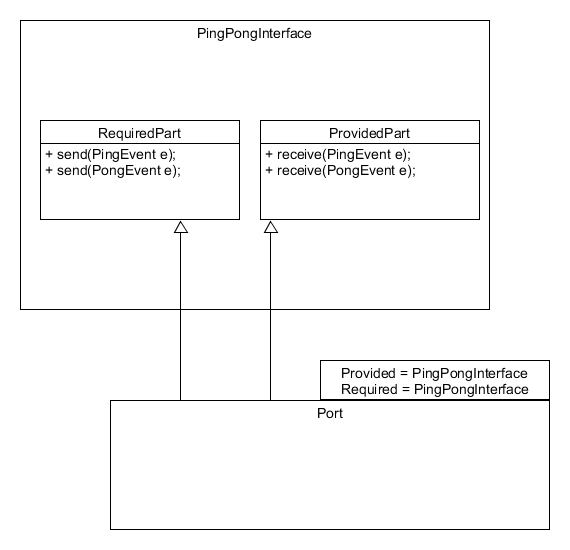 PingPongInterface
RequiredPart
+ send(PingEvent e);
+ send(PongEvent e);
ProvidedPart
+ receive(PingEvent e);
+ receive(PongEvent e);
Provided = PingPongInterface
Required = PingPongInterface
Port